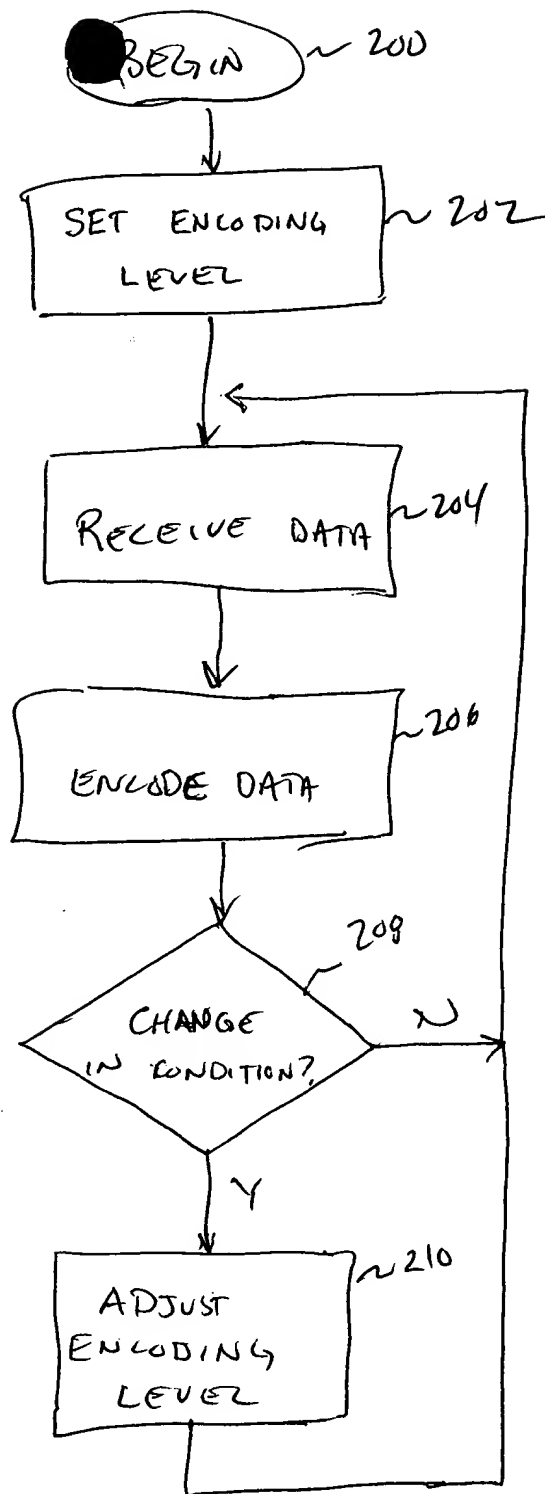 BEGIN
200
SET ENCODING
LEVEL
202
RECEIVE DATA
204
ENCODE DATA
206
CHANGE
IN CONDITION?
208
N
Y
ADJUST
ENCODING
LEVEL
210